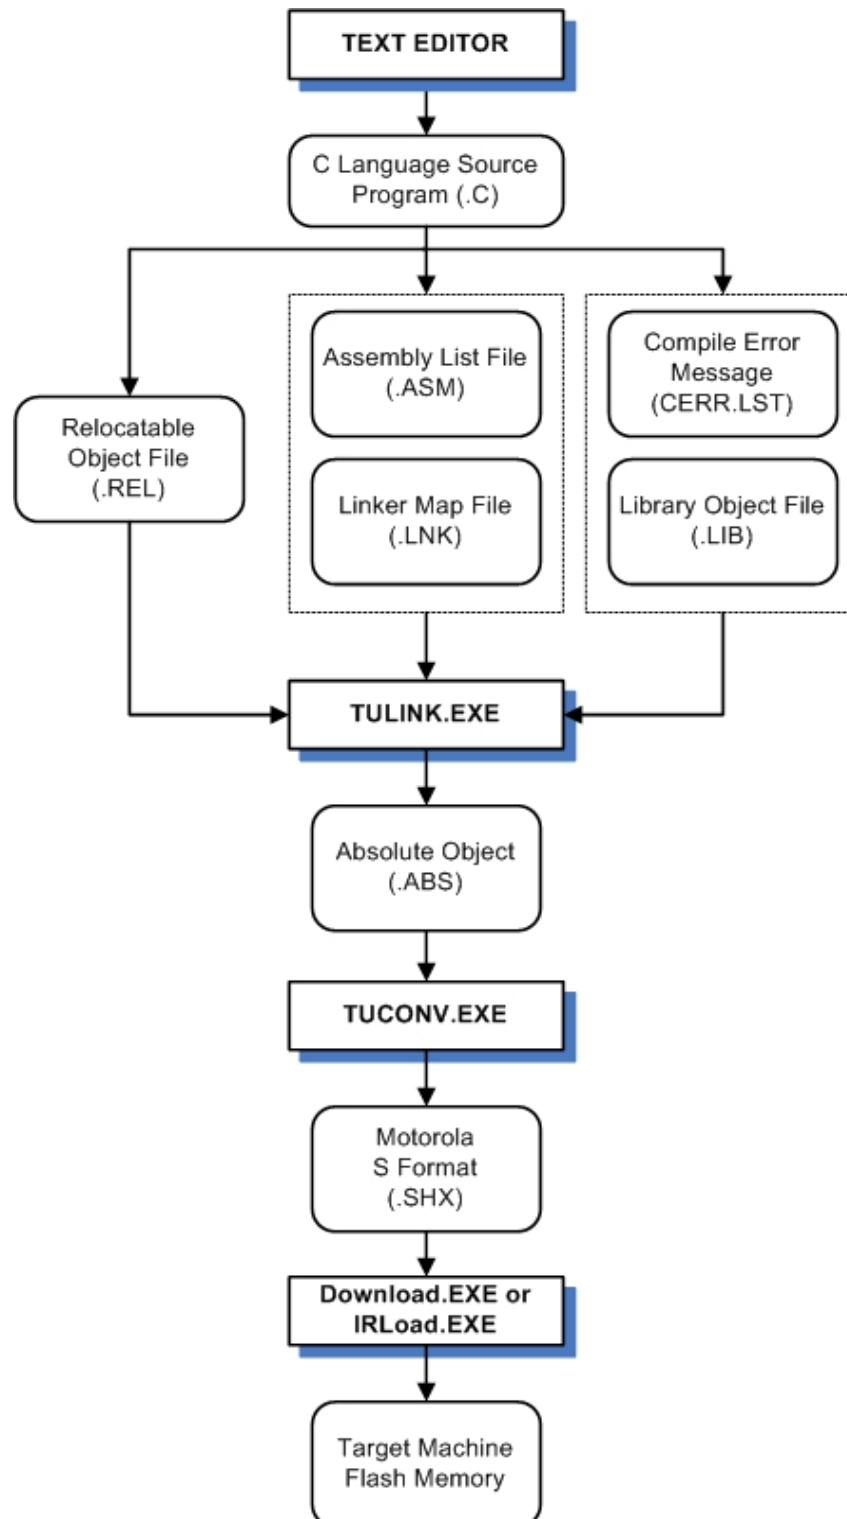 TEXT EDITOR
C Language Source
Program (.C)
Assembly List File
(.ASM)
Compile Error
Message
(CERR.LST)
Relocatable
Object File
(.REL)
Linker Map File
(.LNK)
Library Object File
(.LIB)
TULINK.EXE
Absolute Object
(.ABS)
TUCONV.EXE
Motorola
S Format
(.SHX)
Download.EXE or
IRLoad.EXE
Target Machine
Flash Memory